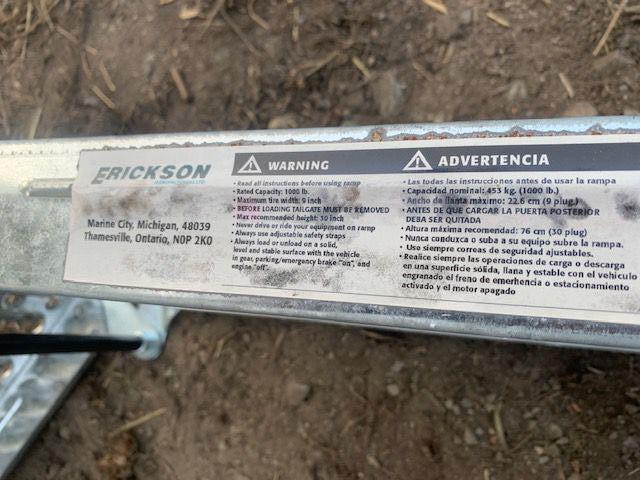 ERICKSON
MANUFACTURING LTD.
Marine City, Michigan, 48039
Thamesville, Ontario, N0P 2K0
WARNING
• Read all instructions before using ramp
• Rated Capacity: 1000 lb.
• Maximum tire width: 9 inch
• BEFORE LOADING TAILGATE MUST BE REMOVED
• Max recommended height: 30 inch
• Never drive or ride your equipment on ramp
• Always use adjustable safety straps
• Always load or unload on a solid,
level and stable surface with the vehicle
in gear, parking/emergency brake "on", and
engine "off".
ADVERTENCIA
• Las todas las instrucciones antes de usar la rampa
• Capacidad nominal: 453 kg. (1000 lb.)
• Ancho de llanta máximo: 22.6 cm (9 plug.)
• ANTES DE QUE CARGAR LA PUERTA POSTERIOR
DEBA SER QUITADA
• Altura máxima recomendad: 76 cm (30 plug)
• Nunca conduxca o suba a su equipo sobre la rampa.
• Use siempre correas de seguridad ajustables.
• Realice siempre las operaciones de carga o descarga
en una superficie sólida, llana y estable con el vehículo
engranado el freno de emerhencia o estacionamiento
activado y el motor apagado